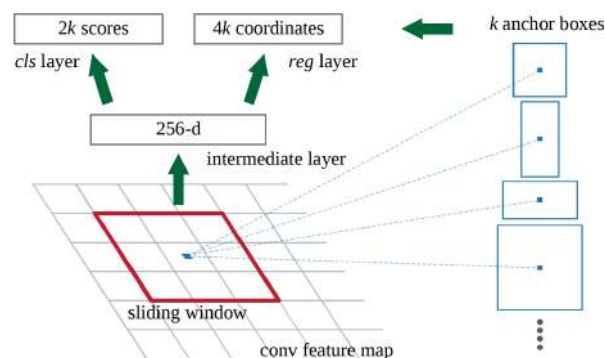 2k scores
4k coordinates
k anchor boxes
cls layer
reg layer
256-d
intermediate layer
sliding window
conv feature map